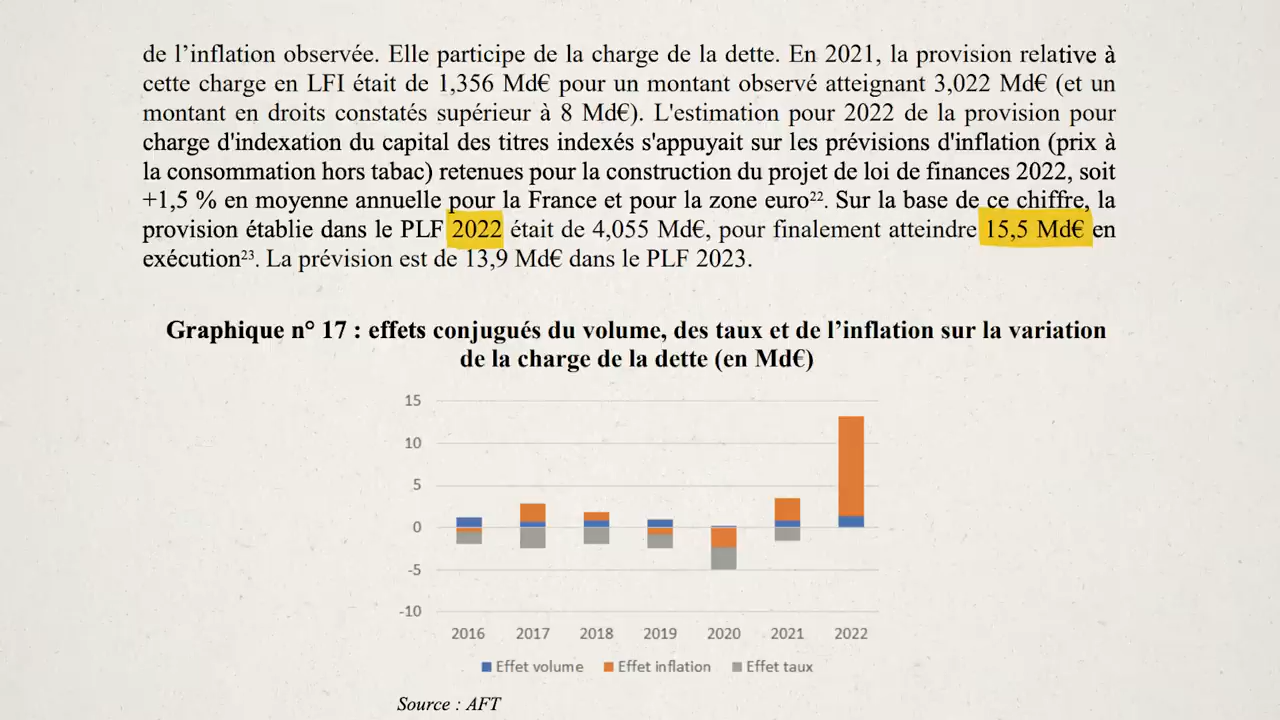 de l’inflation observée. Elle participe de la charge de la dette. En 2021, la provision relative à
cette charge en LFI était de 1,356 Md€ pour un montant observé atteignant 3,022 Md€ (et un
montant en droits constatés supérieur à 8 Md€). L'estimation pour 2022 de la provision pour
charge d'indexation du capital des titres indexés s'appuyait sur les prévisions d'inflation (prix à
la consommation hors tabac) retenues pour la construction du projet de loi de finances 2022, soit
+1,5 % en moyenne annuelle pour la France et pour la zone euro²². Sur la base de ce chiffre, la
provision établie dans le PLF 2022 était de 4,055 Md€, pour finalement atteindre 15,5 Md€ en
exécution²³. La prévision est de 13,9 Md€ dans le PLF 2023.
Graphique n° 17 : effets conjugués du volume, des taux et de l’inflation sur la variation
de la charge de la dette (en Md€)
15
10
5
0
-5
-10
2016 2017 2018 2019 2020 2021 2022
Effet volume Effet inflation Effet taux
Source : AFT